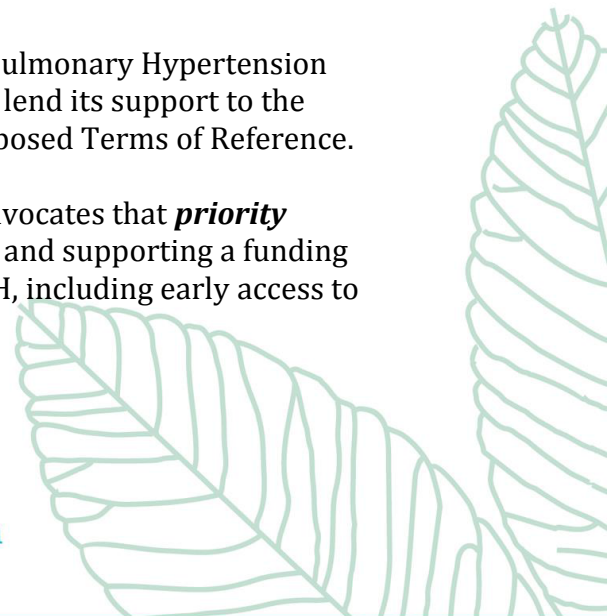 ulmonary Hypertension
lend its support to the
posed Terms of Reference.
vocates that priority
and supporting a funding
H, including early access to